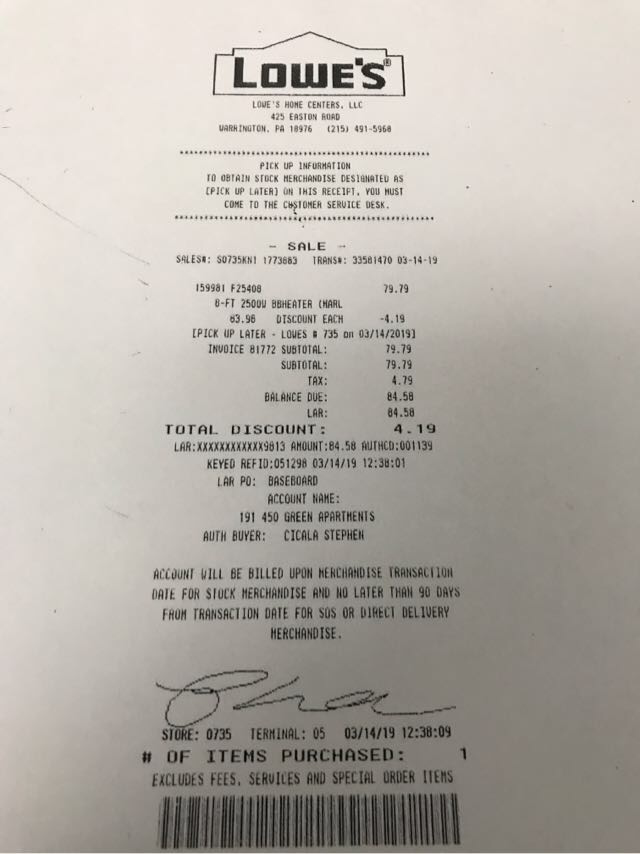 LOWE'S®
LOWE'S HOME CENTERS, LLC
425 EASTON ROAD
WARRINGTON, PA 18976 (215) 491-5960
PICK UP INFORMATION
TO OBTAIN STOCK MERCHANDISE DESIGNATED AS
[PICK UP LATER] ON THIS RECEIPT, YOU MUST
COME TO THE CUSTOMER SERVICE DESK.
- SALE -
SALES#: S0735KN1 1773883 TRANS#: 33581470 03-14-19
159981 F25408 79.79
8-FT 2500W BBHEATER (MARL
83.98 DISCOUNT EACH -4.19
[PICK UP LATER - LOWES # 735 on 03/14/2019]
INVOICE 81772 SUBTOTAL: 79.79
SUBTOTAL: 79.79
TAX: 4.79
BALANCE DUE: 84.58
LAR: 84.58
TOTAL DISCOUNT: 4.19
LAR:XXXXXXXXXXXX9813 AMOUNT:84.58 AUTHCD:001139
KEYED REFID:051298 03/14/19 12:38:01
LAR PO: BASEBOARD
ACCOUNT NAME:
191 450 GREEN APARTMENTS
AUTH BUYER: CICALA STEPHEN
ACCOUNT WILL BE BILLED UPON MERCHANDISE TRANSACTION
DATE FOR STOCK MERCHANDISE AND NO LATER THAN 90 DAYS
FROM TRANSACTION DATE FOR SOS OR DIRECT DELIVERY
MERCHANDISE.
STORE: 0735 TERMINAL: 05 03/14/19 12:38:09
# OF ITEMS PURCHASED: 1
EXCLUDES FEES, SERVICES AND SPECIAL ORDER ITEMS